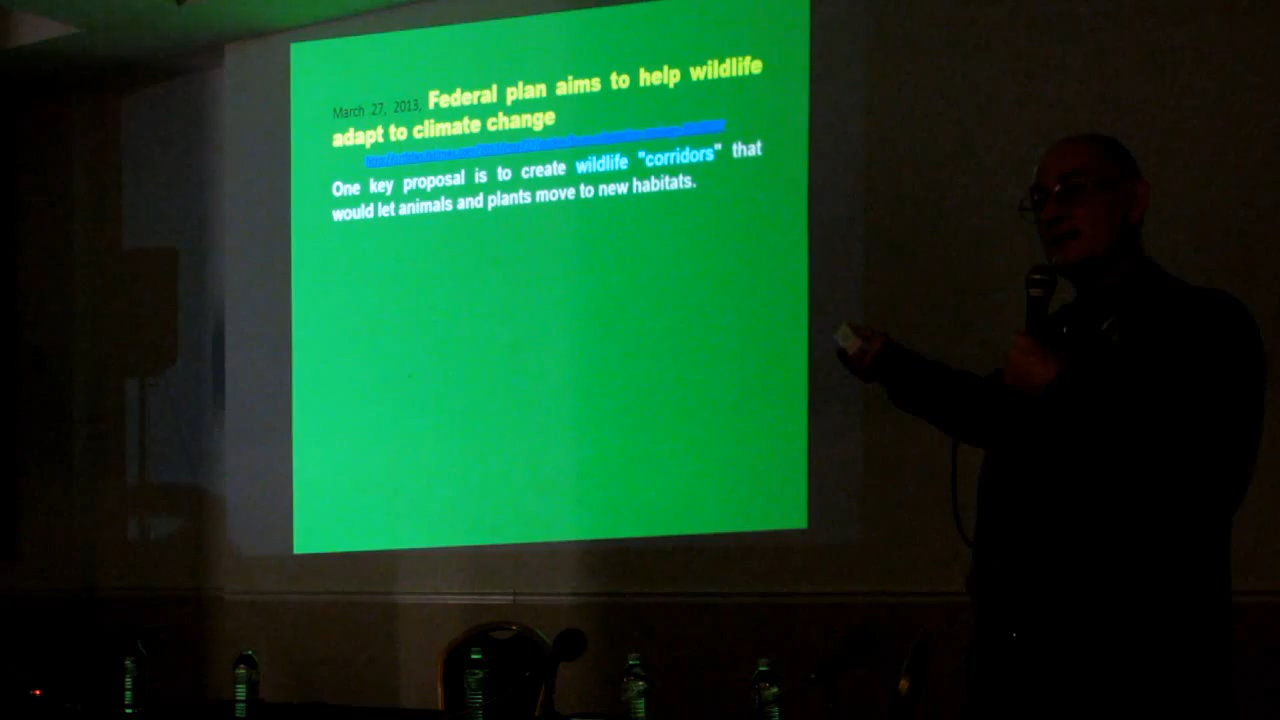 March 27, 2013, Federal plan aims to help wildlife
adapt to climate change
One key proposal is to create wildlife "corridors" that
would let animals and plants move to new habitats.